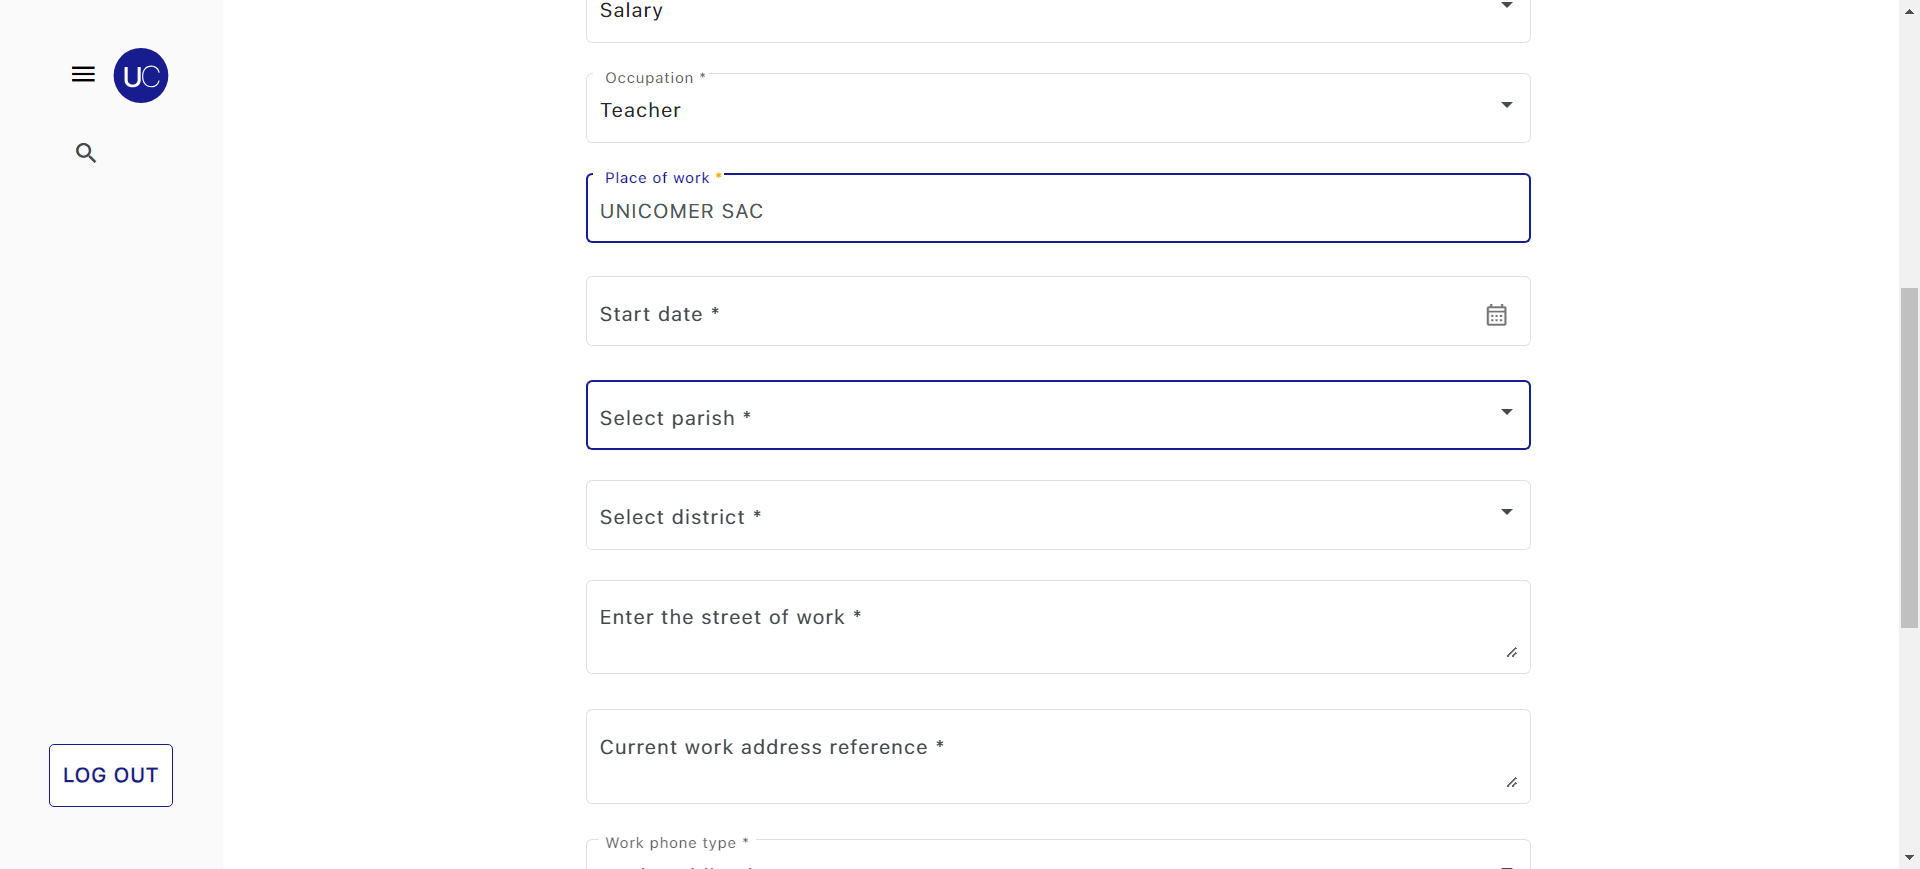 Salary
UC
Occupation *
Teacher
Place of work *
UNICOMER SAC
Start date *
Select parish *
Select district *
Enter the street of work *
Current work address reference *
LOG OUT
Work phone type *